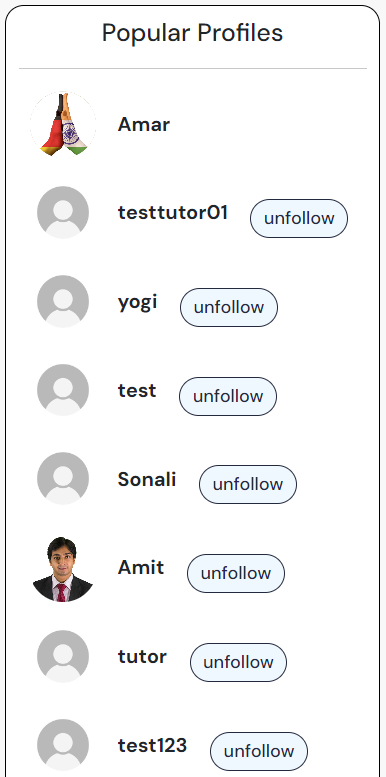 Popular Profiles
Amar
testtutor01 unfollow
yogi unfollow
test unfollow
Sonali unfollow
Amit unfollow
tutor unfollow
test123 unfollow